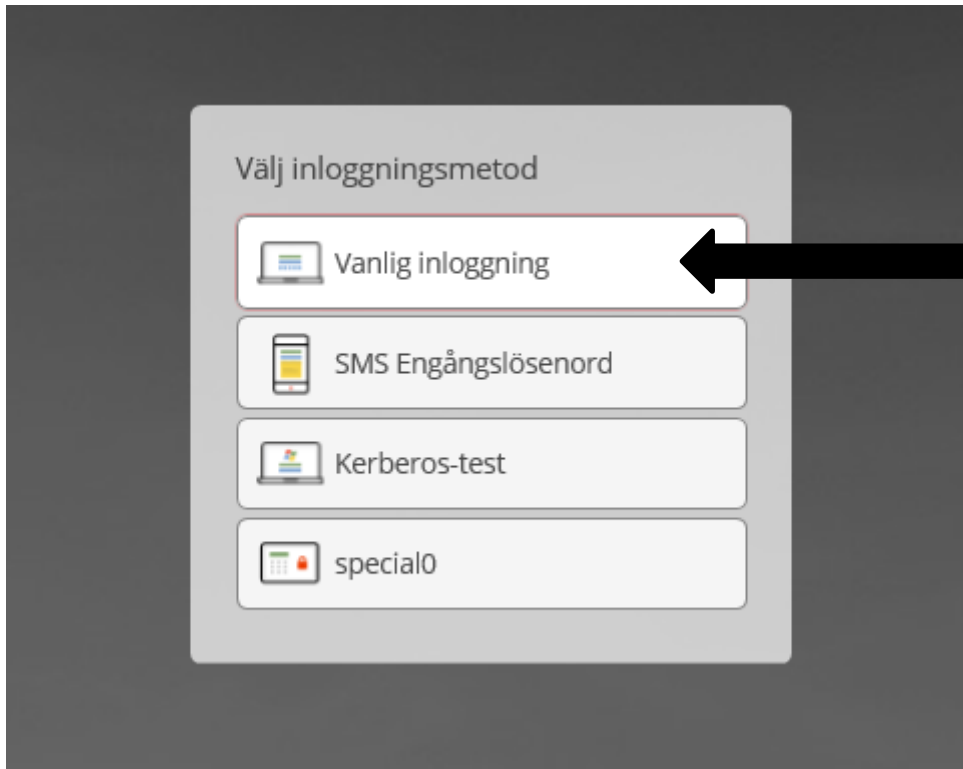 Välj inloggningsmetod
Vanlig inloggning
SMS Engångslösenord
Kerberos-test
special0